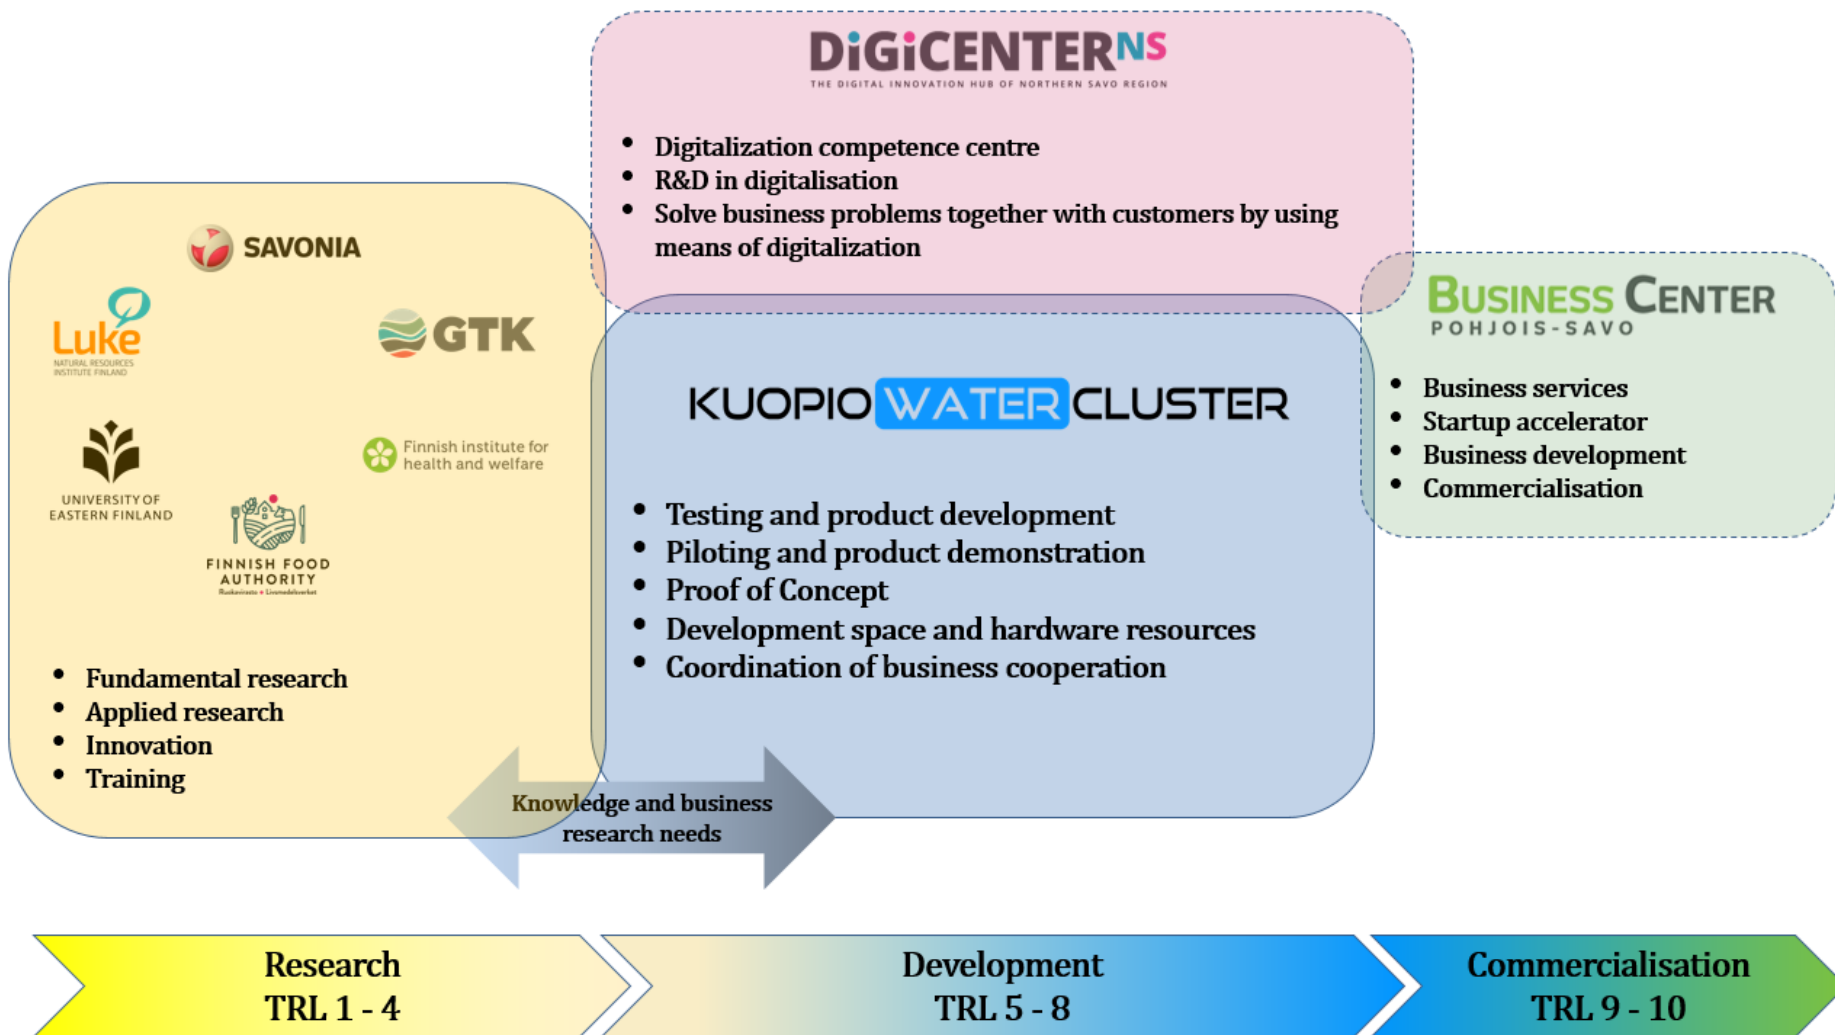 DiGiCENTERNS
THE DIGITAL INNOVATION HUB OF NORTHERN SAVO REGION
• Digitalization competence centre
• R&D in digitalisation
• Solve business problems together with customers by using
means of digitalization
SAVONIA
Luke
NATURAL RESOURCES
INSTITUTE FINLAND
GTK
UNIVERSITY OF
EASTERN FINLAND
Finnish institute for
health and welfare
FINNISH FOOD
AUTHORITY
Ruokavirasto • Livsmedelsverket
• Fundamental research
• Applied research
• Innovation
• Training
KUOPIO WATER CLUSTER
• Testing and product development
• Piloting and product demonstration
• Proof of Concept
• Development space and hardware resources
• Coordination of business cooperation
BUSINESS CENTER
POHJOIS-SAVO
• Business services
• Startup accelerator
• Business development
• Commercialisation
Knowledge and business
research needs
Research
TRL 1 - 4
Development
TRL 5 - 8
Commercialisation
TRL 9 - 10